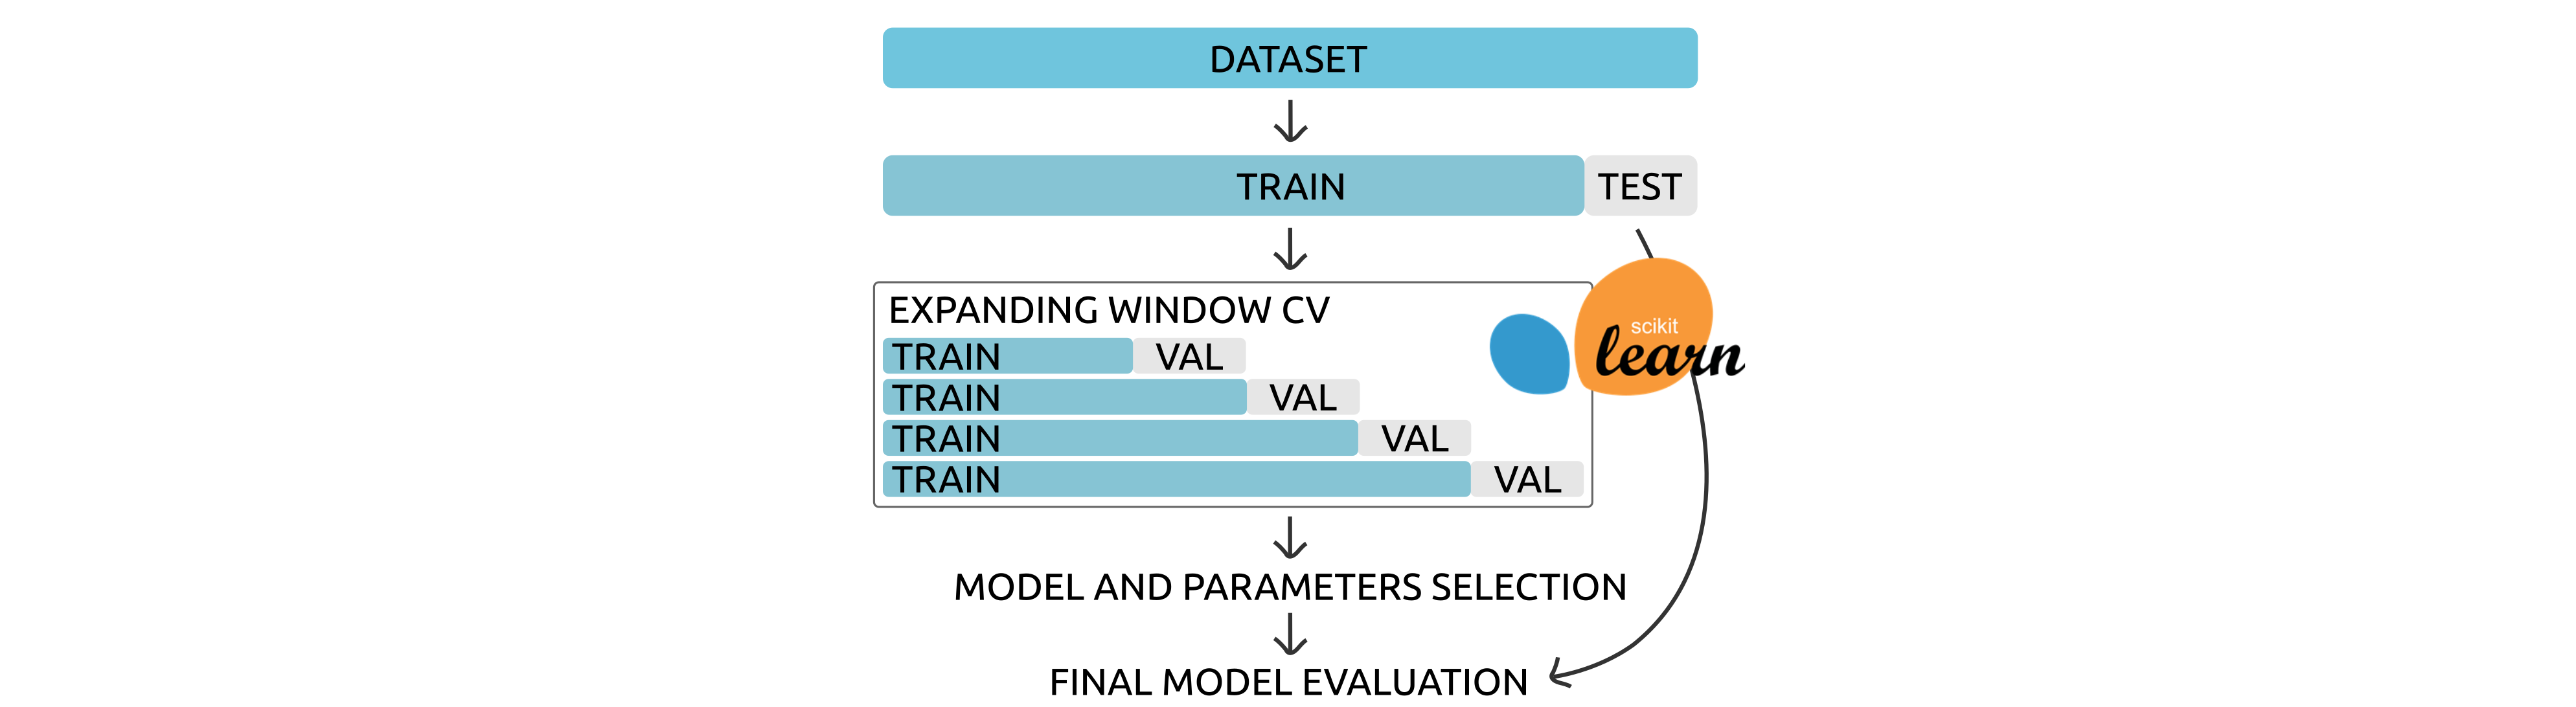 DATASET
TRAIN TEST
EXPANDING WINDOW CV
scikit
learn
TRAIN VAL
TRAIN VAL
TRAIN VAL
TRAIN VAL
MODEL AND PARAMETERS SELECTION
FINAL MODEL EVALUATION